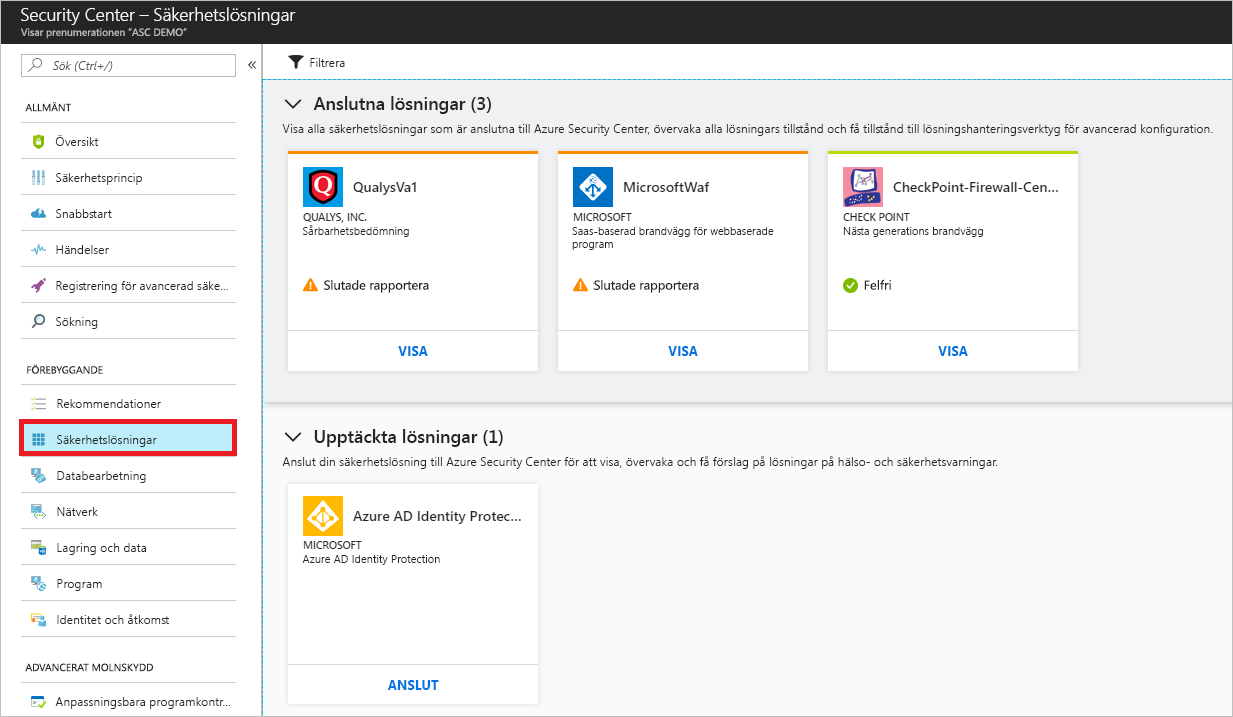 Security Center – Säkerhetslösningar
Visar prenumerationen "ASC DEMO"
Sök (Ctrl+/)
«
ALLMÄNT
Översikt
Säkerhetsprincip
Snabbstart
Händelser
Registrering för avancerad säke...
Sökning
FÖREBYGGANDE
Rekommendationer
Säkerhetslösningar
Databearbetning
Nätverk
Lagring och data
Program
Identitet och åtkomst
ADVANCERAT MOLNSKYDD
Anpassningsbara programkontr...
Filtrera
Anslutna lösningar (3)
Visa alla säkerhetslösningar som är anslutna till Azure Security Center, övervaka alla lösningars tillstånd och få tillstånd till lösningshanteringsverktyg för avancerad konfiguration.
Q
QualysVa1
QUALYS, INC.
Sårbarhetsbedömning
Slutade rapportera
VISA
MicrosoftWaf
MICROSOFT
Saas-baserad brandvägg för webbaserade
program
Slutade rapportera
VISA
CheckPoint-Firewall-Cen...
CHECK POINT
Nästa generations brandvägg
Felfri
VISA
Upptäckta lösningar (1)
Anslut din säkerhetslösning till Azure Security Center för att visa, övervaka och få förslag på lösningar på hälso- och säkerhetsvarningar.
Azure AD Identity Protec...
MICROSOFT
Azure AD Identity Protection
ANSLUT